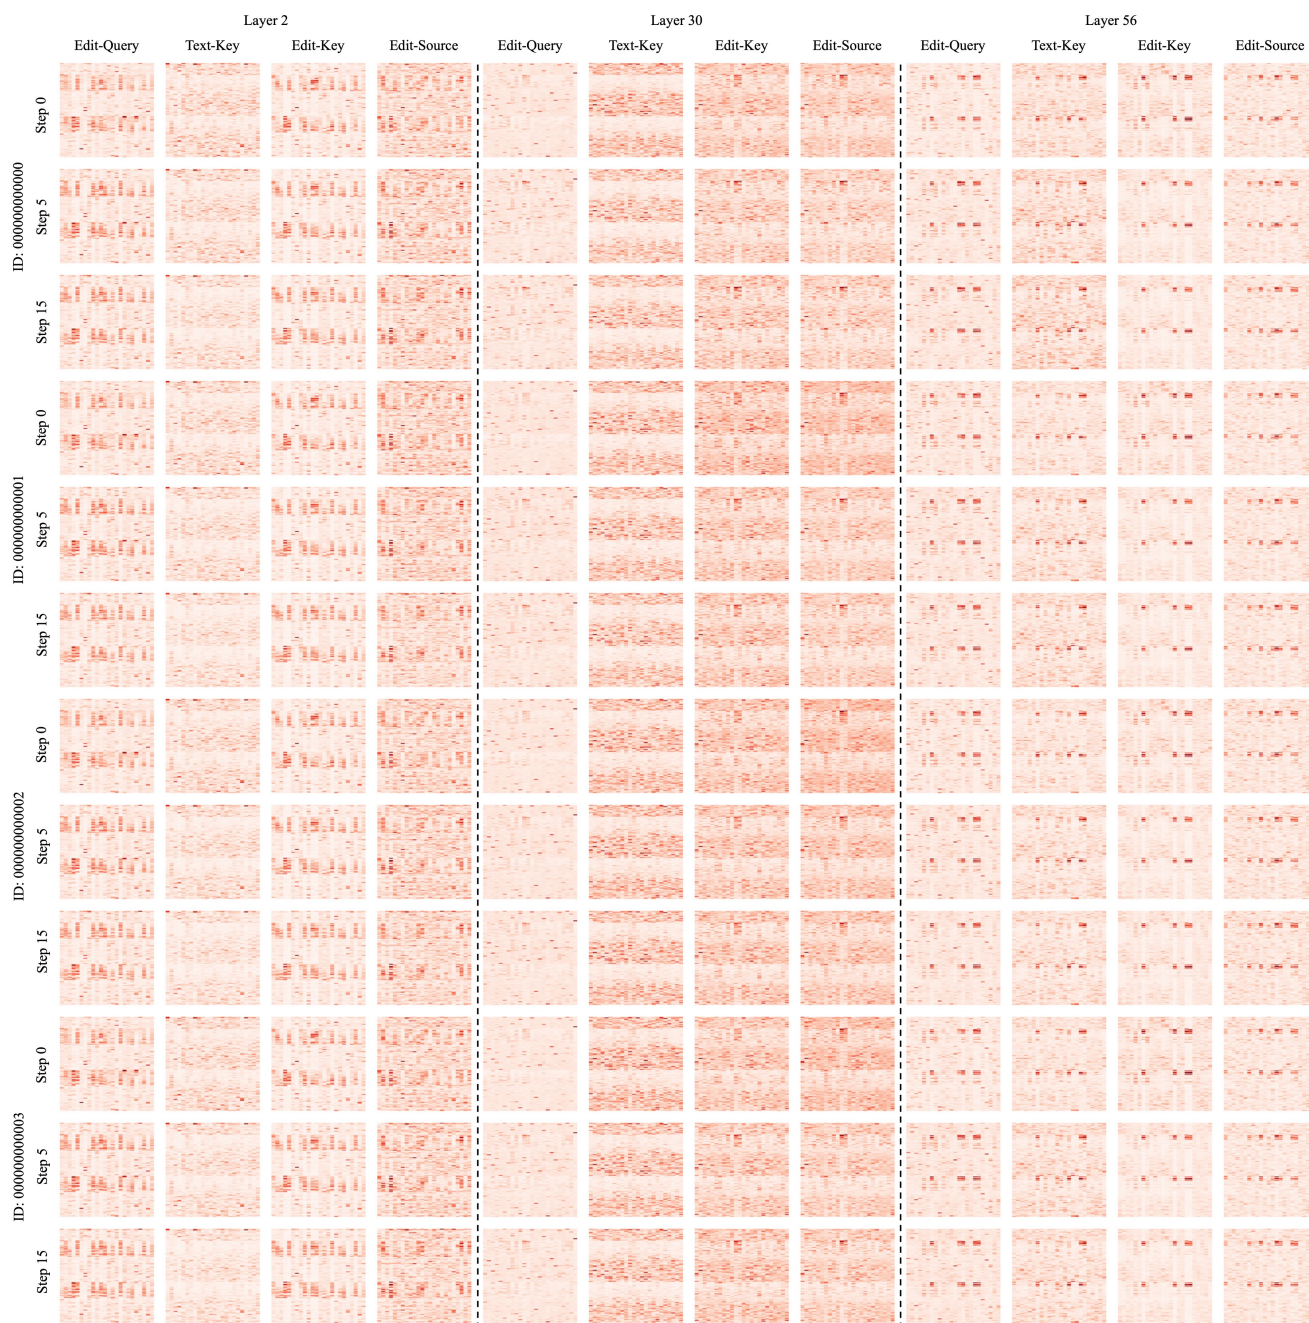 Layer 2 Layer 30 Layer 56
Edit-Query Text-Key Edit-Key Edit-Source Edit-Query Text-Key Edit-Key Edit-Source Edit-Query Text-Key Edit-Key Edit-Source
ID: 000000000000
Step 0
Step 5
Step 15
ID: 000000000001
Step 0
Step 5
Step 15
ID: 000000000002
Step 0
Step 5
Step 15
ID: 000000000003
Step 0
Step 5
Step 15